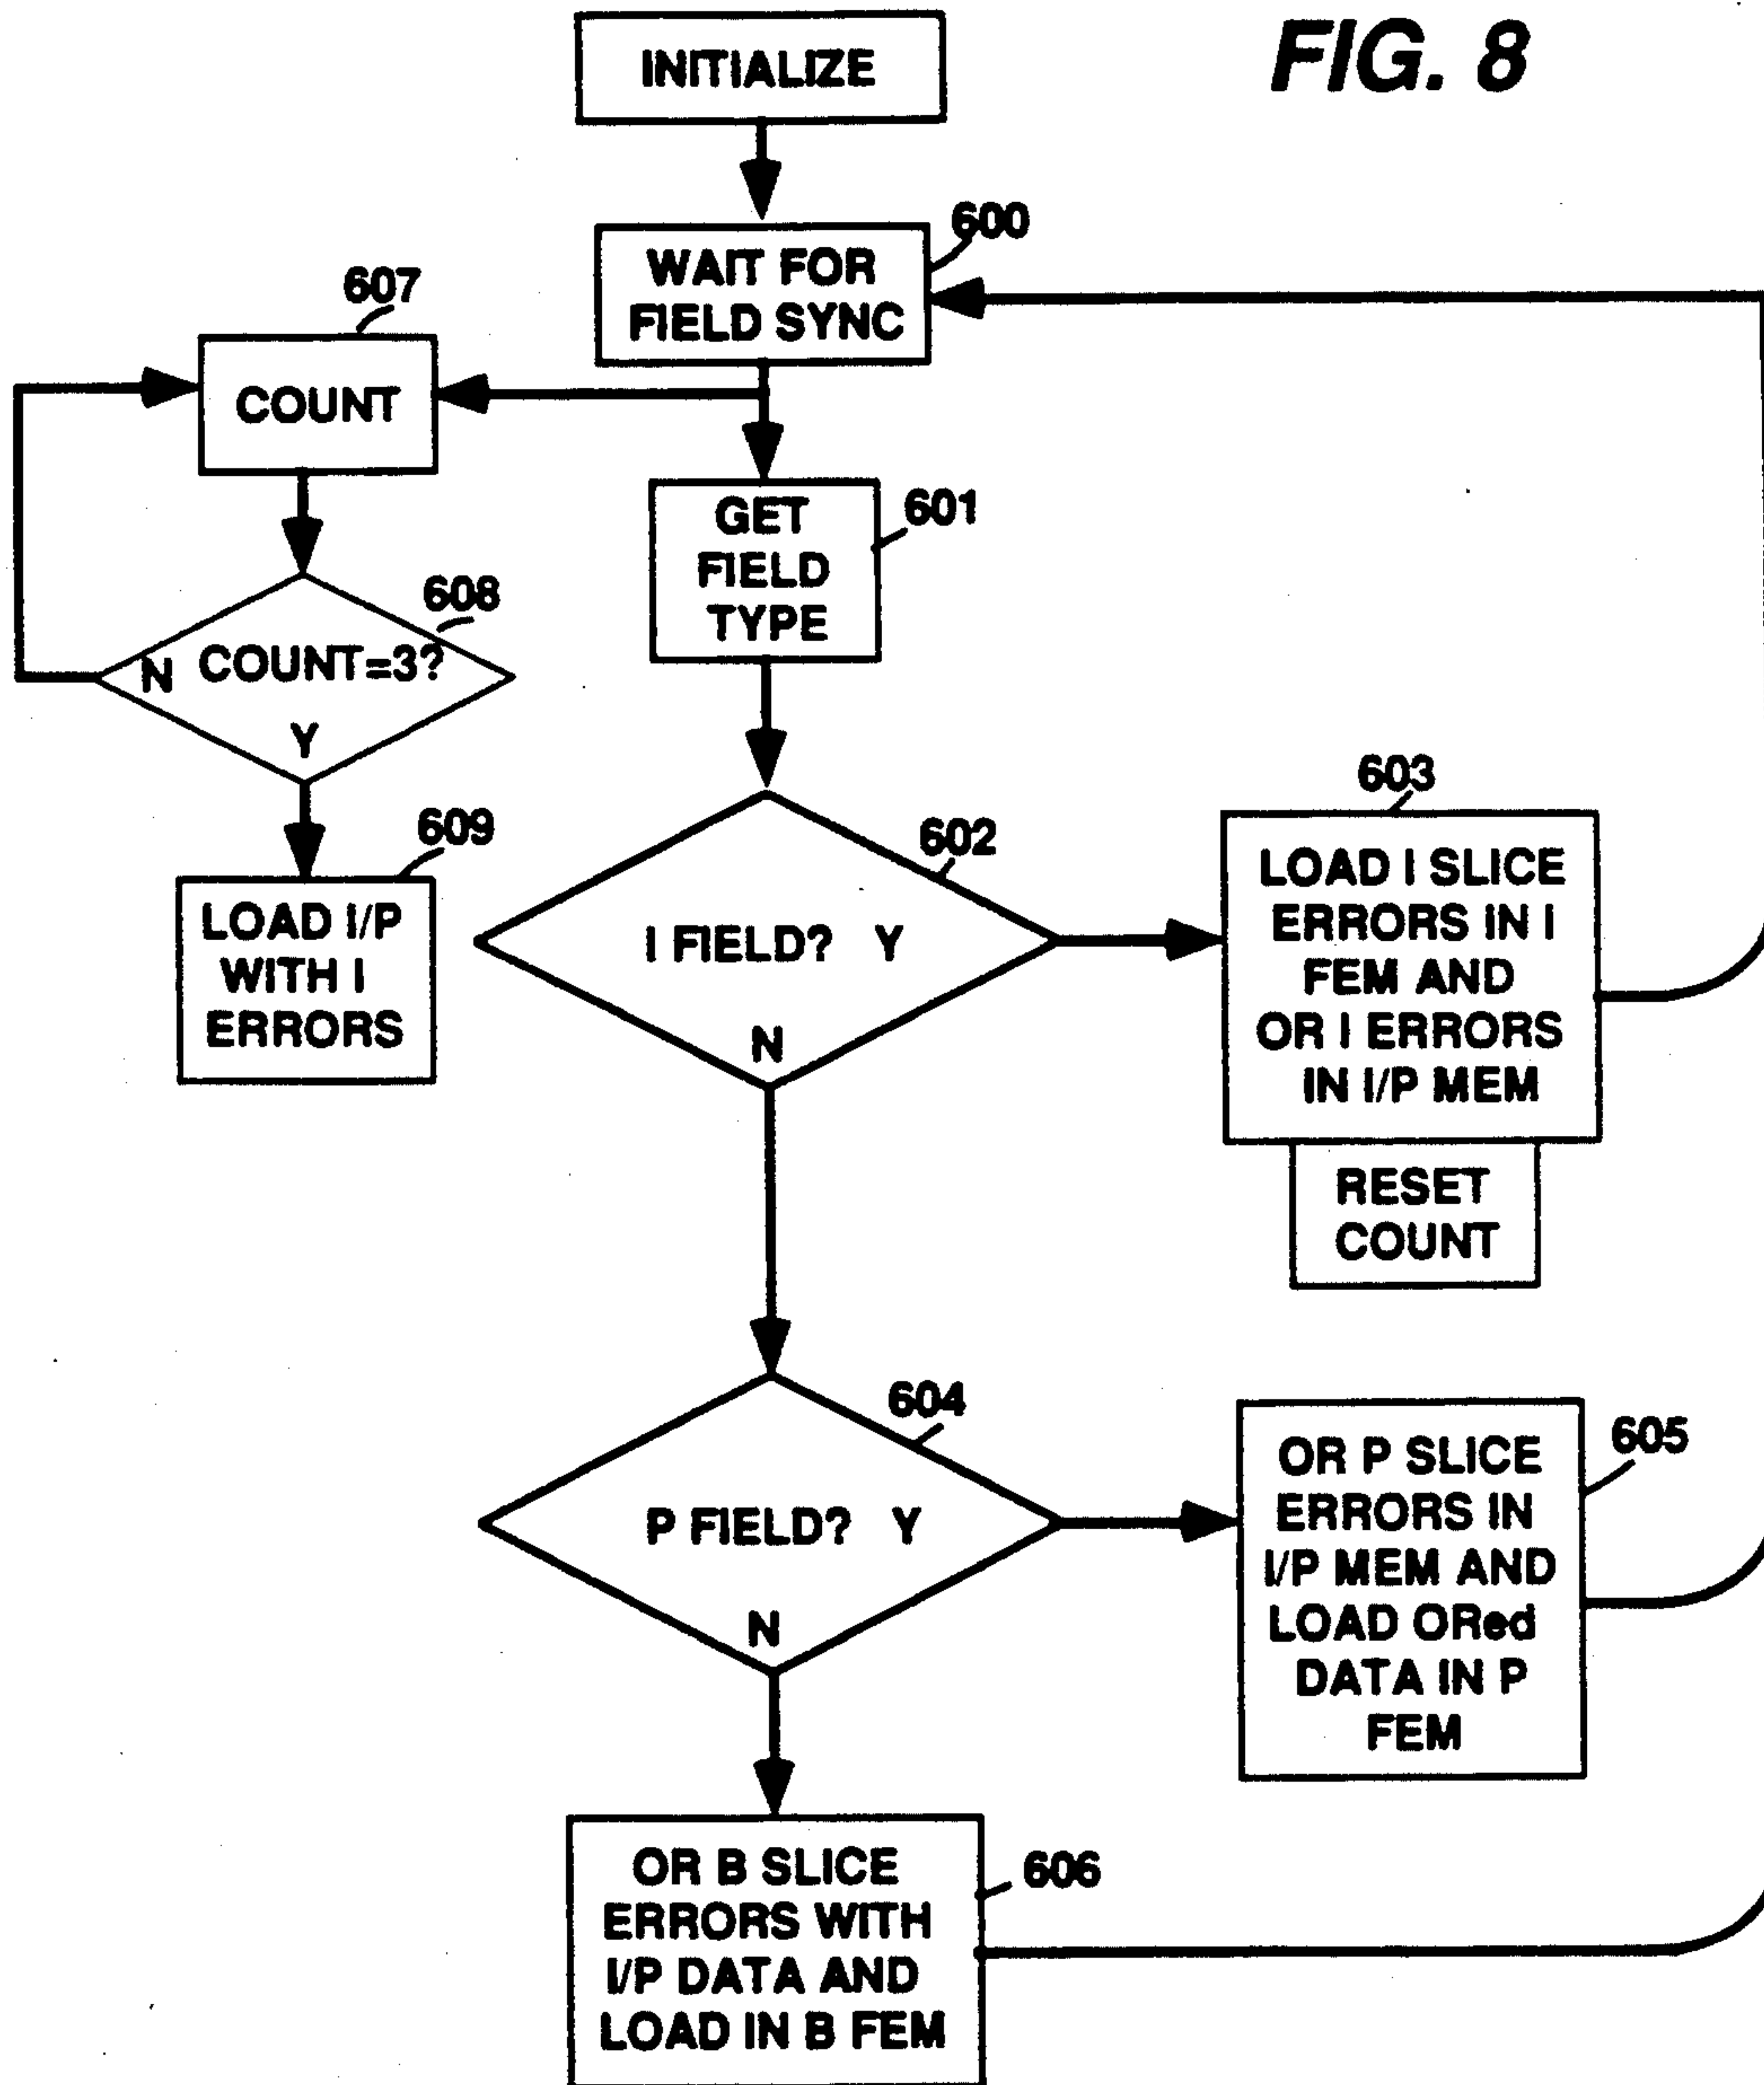 FIG. 8
INITIALIZE
600
WAIT FOR
FIELD SYNC
607
COUNT
601
GET
FIELD
TYPE
608
N COUNT=3?
Y
609
LOAD I/P
WITH I
ERRORS
602
I FIELD? Y
N
603
LOAD I SLICE
ERRORS IN I
FEM AND
OR I ERRORS
IN I/P MEM
RESET
COUNT
604
P FIELD? Y
N
605
OR P SLICE
ERRORS IN
I/P MEM AND
LOAD ORed
DATA IN P
FEM
606
OR B SLICE
ERRORS WITH
I/P DATA AND
LOAD IN B FEM